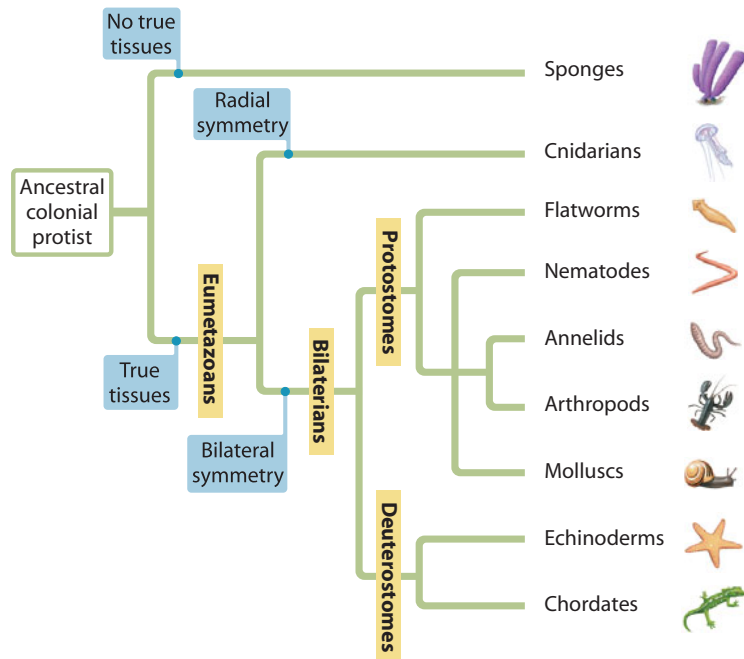 No true
tissues
Sponges
Radial
symmetry
Cnidarians
Ancestral
colonial
protist
Flatworms
Protostomes
Nematodes
Eumetazoans
Annelids
True
tissues
Bilaterians
Arthropods
Bilateral
symmetry
Molluscs
Deuterostomes
Echinoderms
Chordates